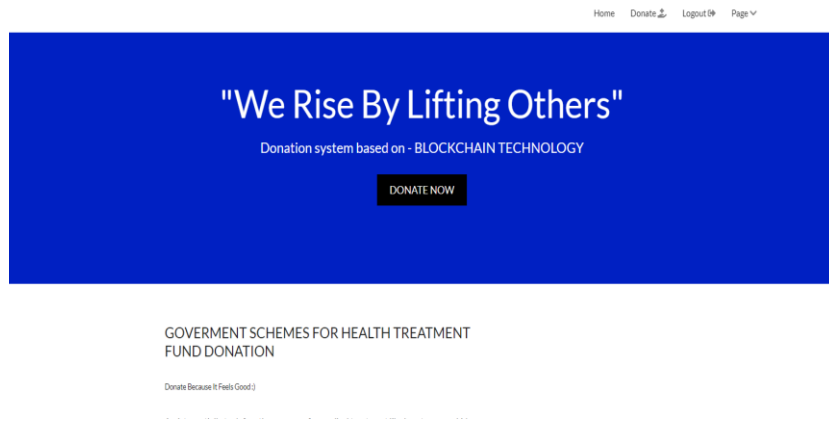 Home Donate Logout Page
"We Rise By Lifting Others"
Donation system based on - BLOCKCHAIN TECHNOLOGY
DONATE NOW
GOVERMENT SCHEMES FOR HEALTH TREATMENT
FUND DONATION
Donate Because It Feels Good :)